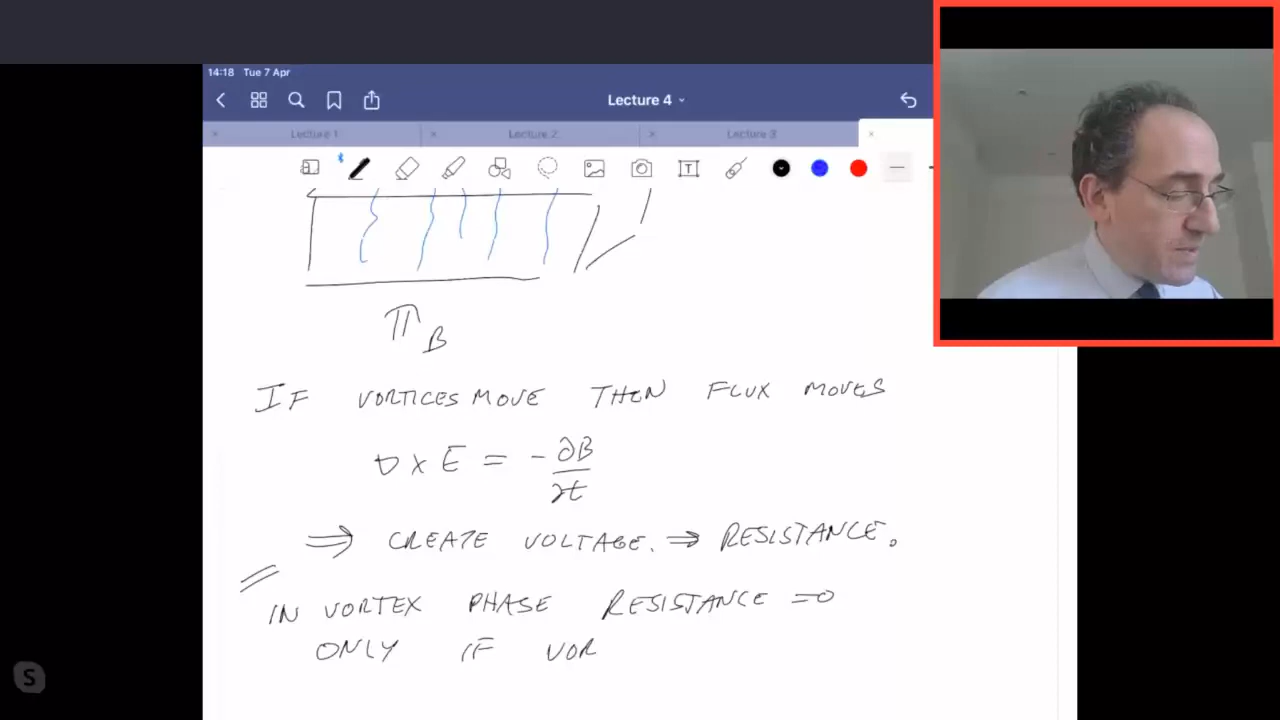 14:18 Tue 7 Apr
Lecture 4
Lecture 1
Lecture 2
Lecture 3
T
π B
IF VORTICES MOVE THEN FLUX MOVES
∇ × E = - ∂B/∂t
⇒ CREATE VOLTAGE. ⇒ RESISTANCE.
IN VORTEX PHASE RESISTANCE =0
ONLY IF VOR
S